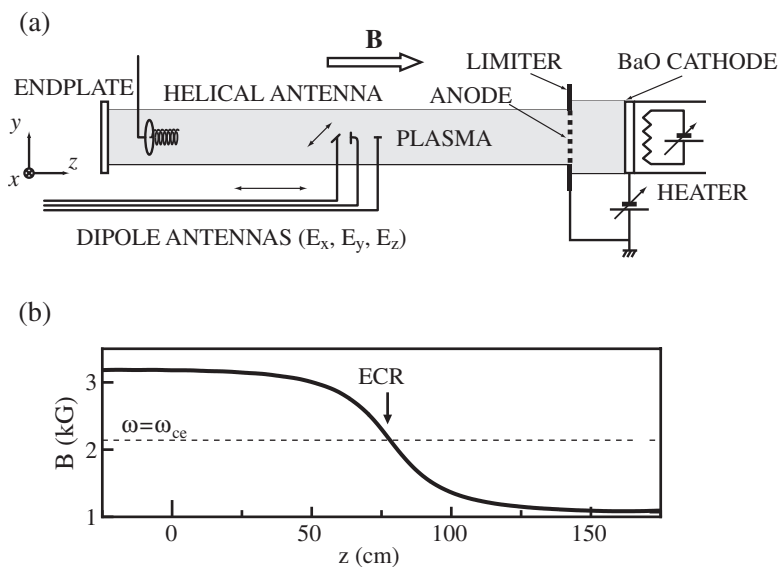 (a)
B
LIMITER
BaO CATHODE
ENDPLATE
HELICAL ANTENNA
ANODE
y
PLASMA
z
x
HEATER
DIPOLE ANTENNAS (Ex, Ey, Ez)
(b)
3
ECR
ω=ωce
B (kG)
2
1
0
50
100
150
z (cm)